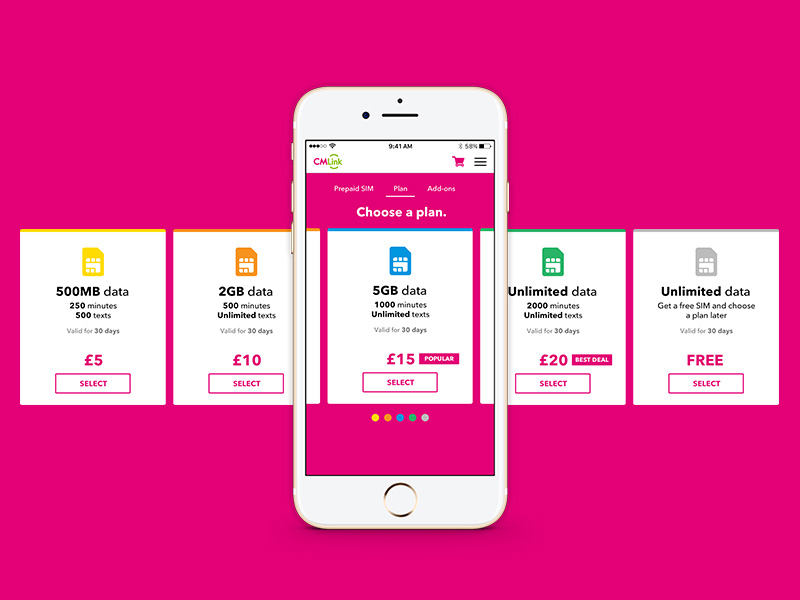 9:41 AM
58%
CMLink
Prepaid SIM
Plan
Add-ons
Choose a plan.
500MB data
250 minutes
500 texts
Valid for 30 days
£5
SELECT
2GB data
500 minutes
Unlimited texts
Valid for 30 days
£10
SELECT
5GB data
1000 minutes
Unlimited texts
Valid for 30 days
£15 POPULAR
SELECT
Unlimited data
2000 minutes
Unlimited texts
Valid for 30 days
£20 BEST DEAL
SELECT
Unlimited data
Get a free SIM and choose
a plan later
Valid for 30 days
FREE
SELECT